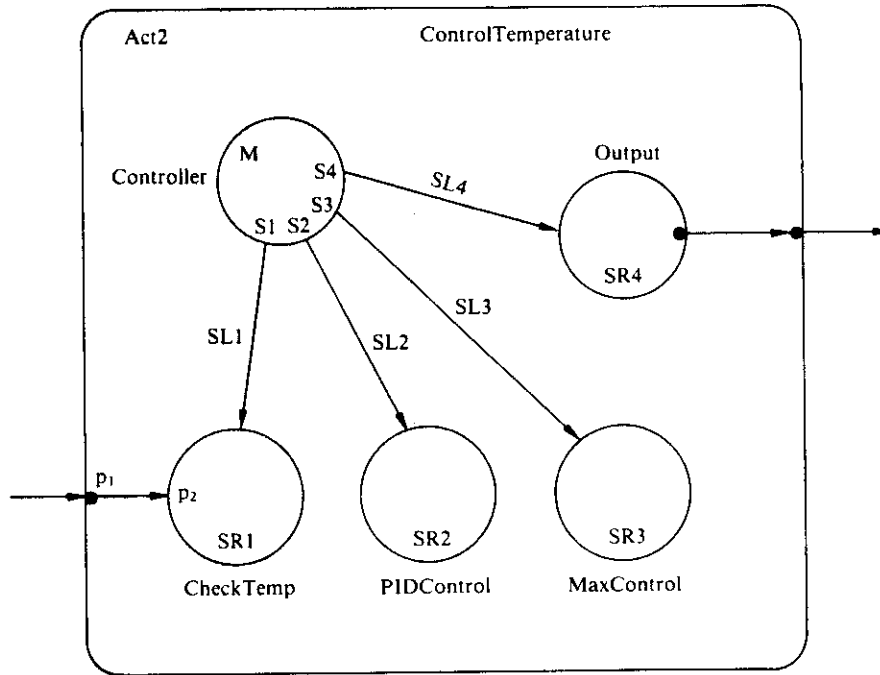 Act2
ControlTemperature
M
Controller
S4
S3
S1
S2
SL4
Output
SR4
SL1
SL2
SL3
p₁
p₂
SR1
SR2
SR3
CheckTemp
PIDControl
MaxControl